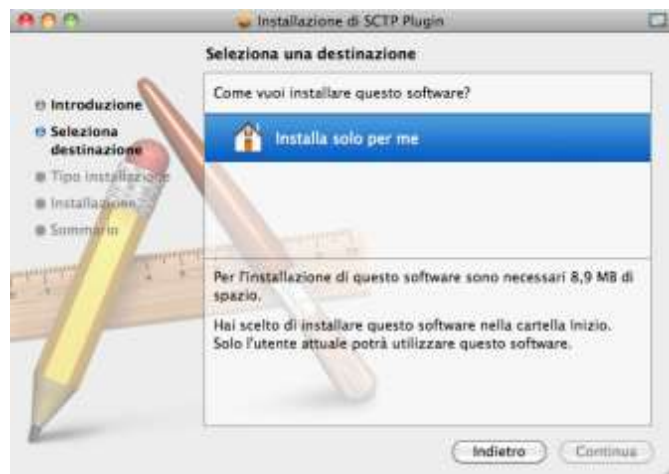 Installazione di SCTP Plugin
Seleziona una destinazione
Introduzione
Seleziona
destinazione
Tipo installazione
Installazione
Sommario
Come vuoi installare questo software?
Installa solo per me
Per l'installazione di questo software sono necessari 8,9 MB di
spazio.
Hai scelto di installare questo software nella cartella Inizio.
Solo l'utente attuale potrà utilizzare questo software.
Indietro
Continua